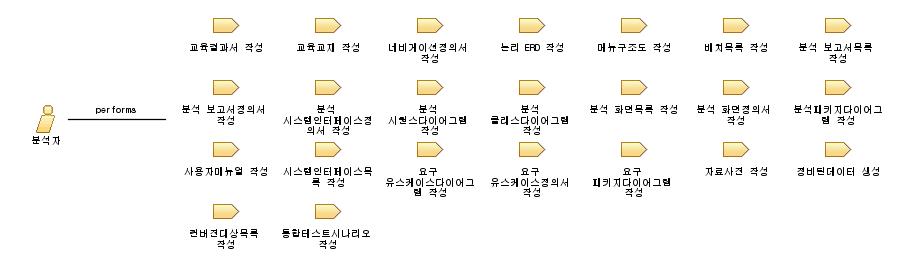 교육결과서 작성
교육교재 작성
네비게이션정의서
작성
논리 ERD 작성
메뉴구조도 작성
배치목록 작성
분석 보고서목록
작성
performs
분석자
분석 보고서정의서
작성
분석
시스템인터페이스정
의서 작성
분석
시퀀스다이어그램
작성
분석
클래스다이어그램
작성
분석 화면목록 작성
분석 화면정의서
작성
분석패키지다이어그
램 작성
사용자매뉴얼 작성
시스템인터페이스목
록 작성
요구
유스케이스다이어그
램 작성
요구
유스케이스정의서
작성
요구
패키지다이어그램
작성
자료사전 작성
정비된데이터 생성
컨버전대상목록
작성
통합테스트시나리오
작성